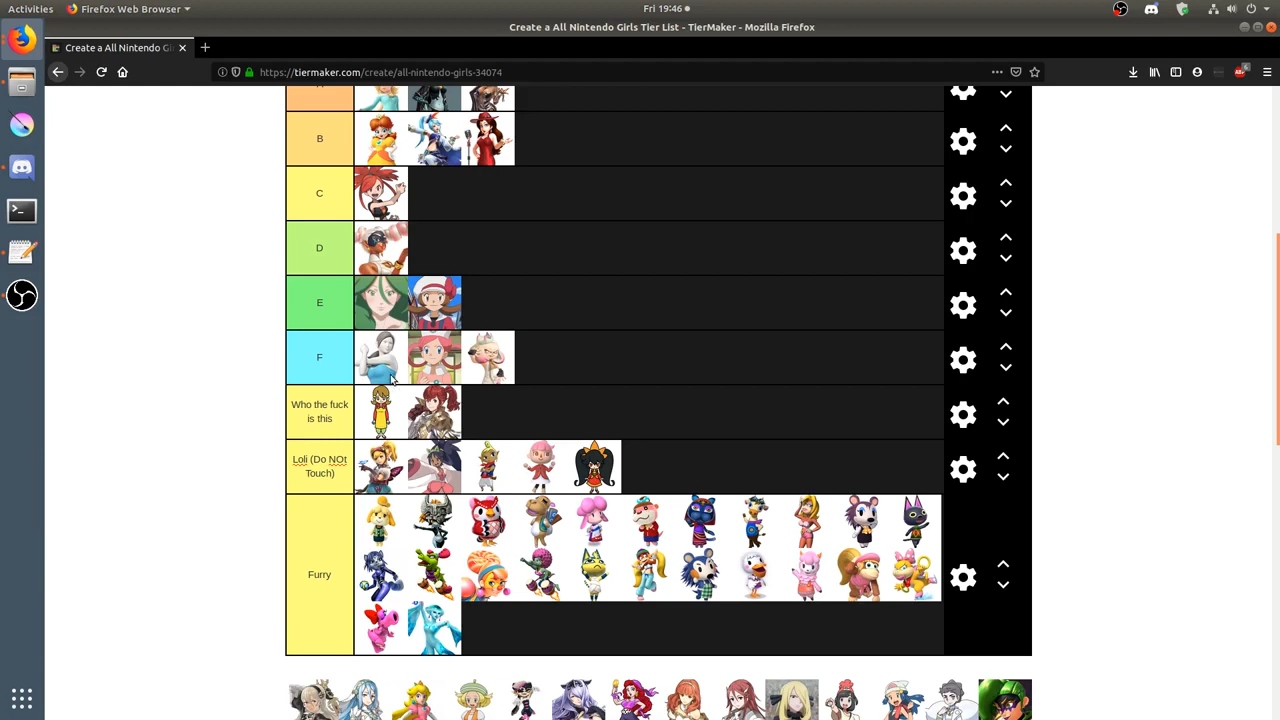 Activities
Firefox Web Browser
Fri 19:46
Create a All Nintendo Girls Tier List - TierMaker - Mozilla Firefox
Create a All Nintendo Gi
https://tiermaker.com/create/all-nintendo-girls-34074
6
B
C
D
E
F
Who the fuck
is this
Loli (Do NOt
Touch)
Furry